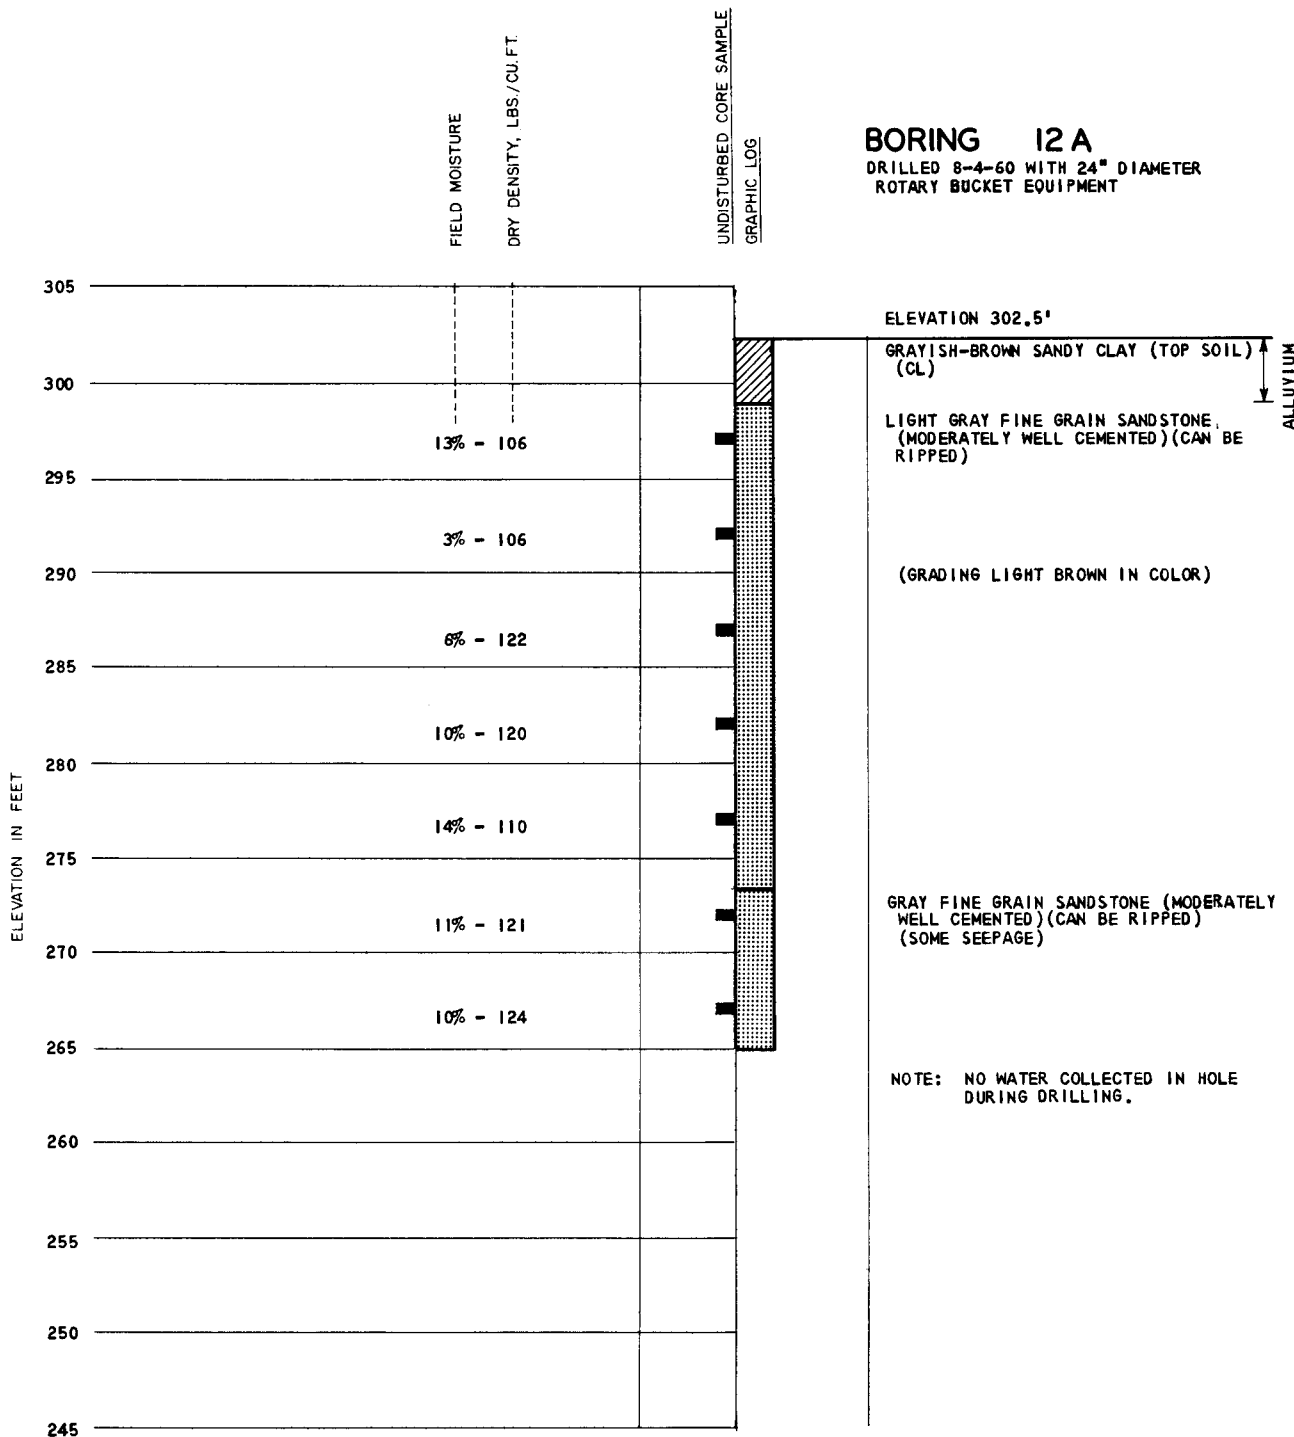 FIELD MOISTURE
DRY DENSITY, LBS./CU.FT.
UNDISTURBED CORE SAMPLE
GRAPHIC LOG
BORING 12A
DRILLED 8-4-60 WITH 24" DIAMETER
ROTARY BUCKET EQUIPMENT
305
ELEVATION 302.5'
GRAYISH-BROWN SANDY CLAY (TOP SOIL)
(CL)
ALLUVIUM
300
LIGHT GRAY FINE GRAIN SANDSTONE
(MODERATELY WELL CEMENTED)(CAN BE
RIPPED)
13% - 106
295
3% - 106
290
(GRADING LIGHT BROWN IN COLOR)
6% - 122
285
10% - 120
280
ELEVATION IN FEET
14% - 110
275
GRAY FINE GRAIN SANDSTONE (MODERATELY
WELL CEMENTED)(CAN BE RIPPED)
(SOME SEEPAGE)
11% - 121
270
10% - 124
265
NOTE: NO WATER COLLECTED IN HOLE
DURING DRILLING.
260
255
250
245